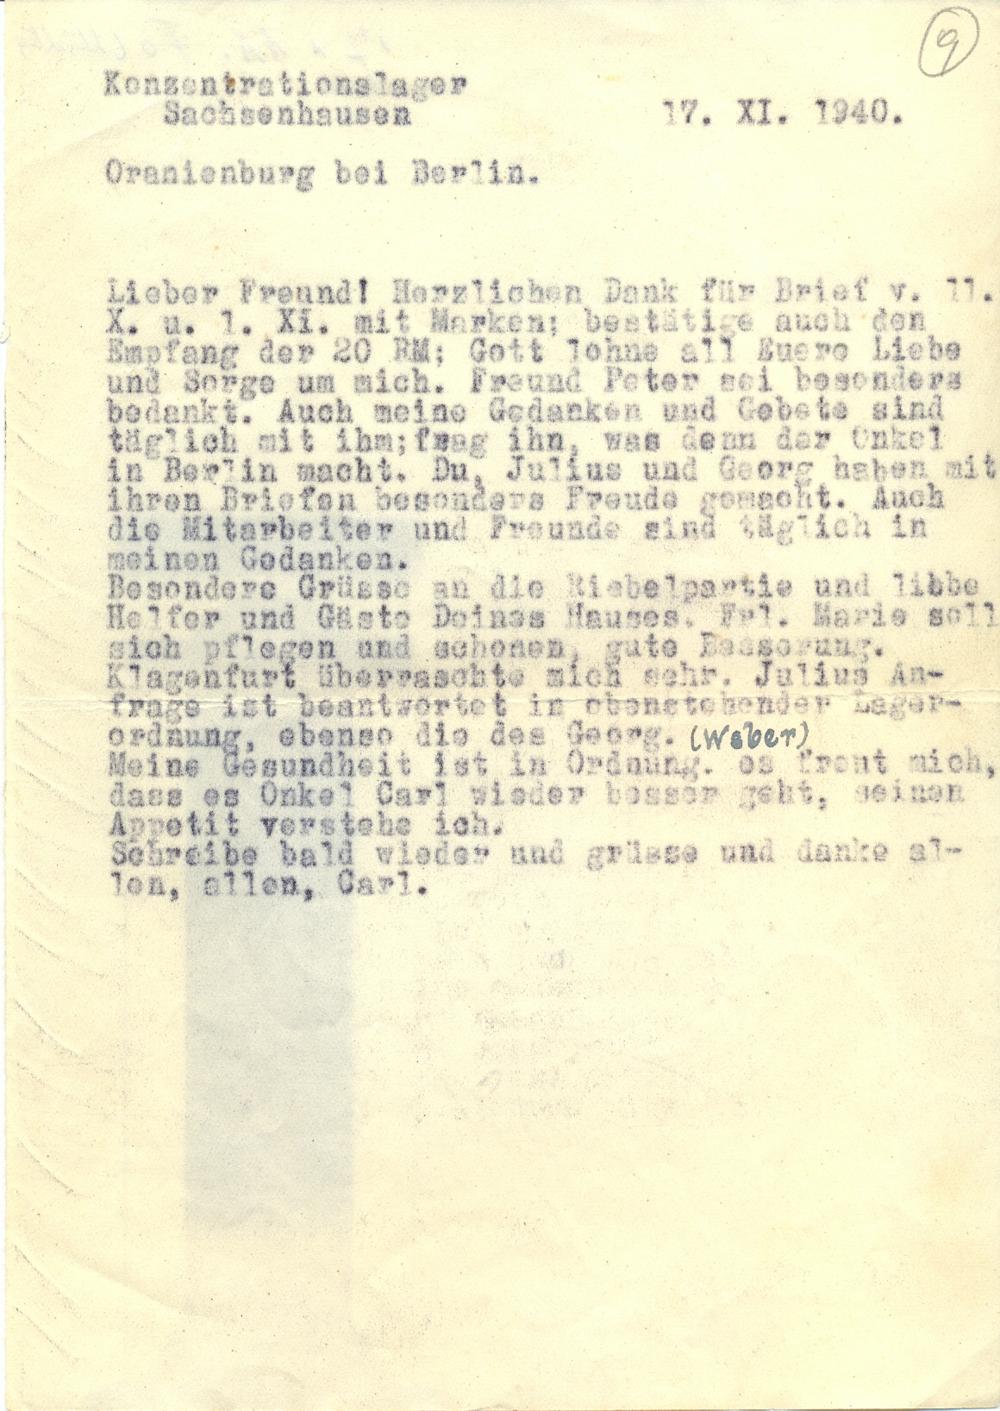 9
Konzentrationslager
Sachsenhausen 17. XI. 1940.
Oranienburg bei Berlin.
Lieber Freund! Herzlichen Dank für Brief v. 11.
X. u. 1. XI. mit Marken; bestätige auch den
Empfang der 20 RM; Gott lohne all Euere Liebe
und Sorge um mich. Freund Peter sei besonders
bedankt. Auch meine Gedanken und Gebete sind
täglich mit ihm;frag ihn, was denn der Onkel
in Berlin macht. Du, Julius und Georg haben mit
ihren Briefen besonders Freude gemacht. Auch
die Mitarbeiter und Freunde sind täglich in
meinen Gedanken.
Besondere Grüsse an die Riebelpartie und libbe
Helfer und Gäste Deines Hauses. Frl. Marie soll
sich pflegen und schonen, gute Besserung.
Klagenfurt überraschte mich sehr. Julius An-
frage ist beantwortet in obenstehender Lager-
ordnung, ebenso die des Georg. (Weber)
Meine Gesundheit ist in Ordnung. es freut mich,
dass es Onkel Carl wieder besser geht, seinen
Appetit verstehe ich.
Schreibe bald wieder und grüsse und danke al-
len, allen, Carl.